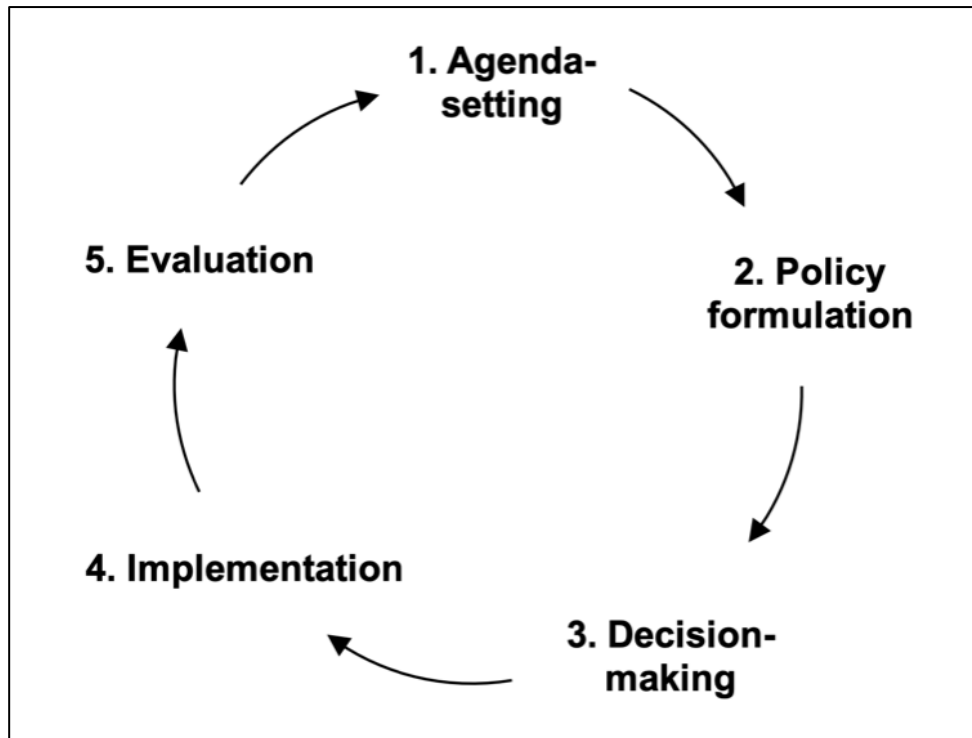 1. Agenda-
setting
2. Policy
formulation
3. Decision-
making
4. Implementation
5. Evaluation